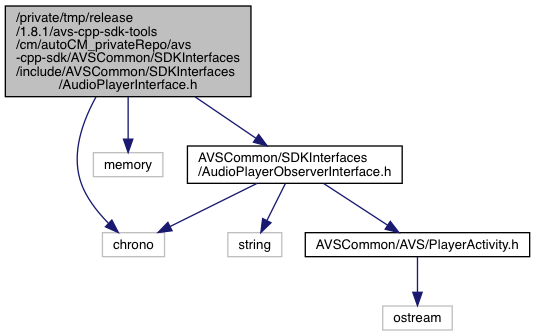 /private/tmp/release
/1.8.1/avs-cpp-sdk-tools
/cm/autoCM_privateRepo/avs
-cpp-sdk/AVSCommon/SDKInterfaces
/include/AVSCommon/SDKInterfaces
/AudioPlayerInterface.h
memory
AVSCommon/SDKInterfaces
/AudioPlayerObserverInterface.h
chrono
string
AVSCommon/AVS/PlayerActivity.h
ostream